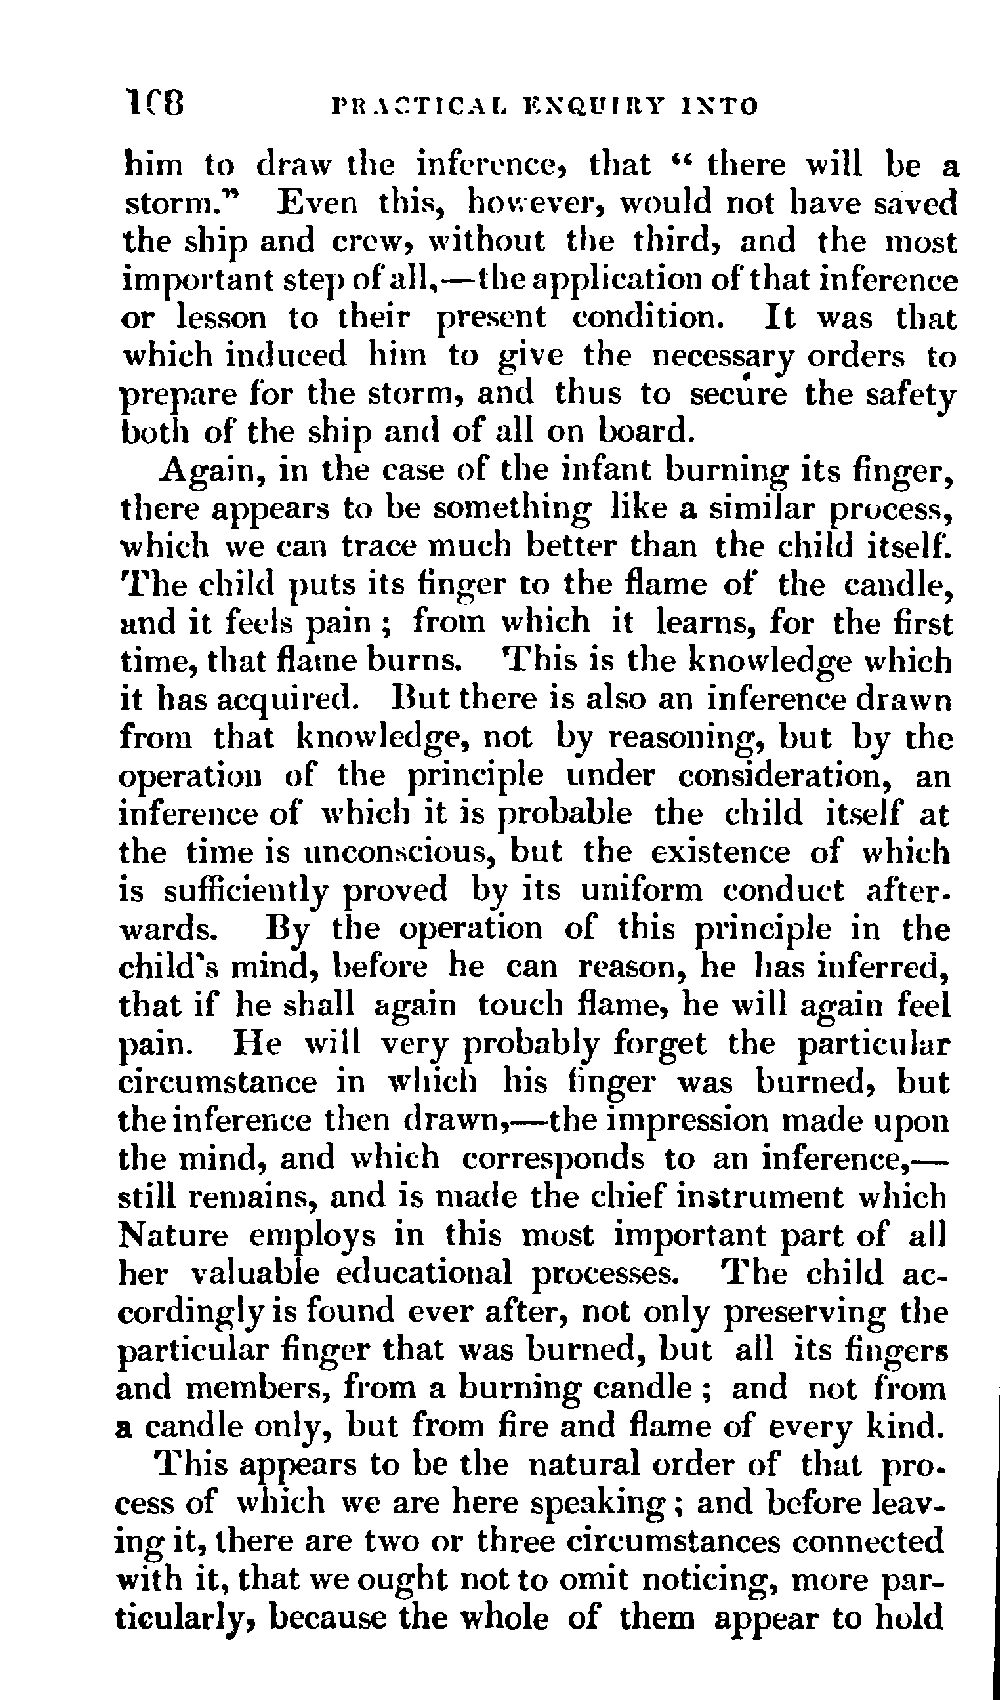 108 PRACTICAL ENQUIRY INTO
him to draw the inference, that “ there will be a
storm.” Even this, however, would not have saved
the ship and crew, without the third, and the most
important step of all,—the application of that inference
or lesson to their present condition. It was that
which induced him to give the necessary orders to
prepare for the storm, and thus to secure the safety
both of the ship and of all on board.
Again, in the case of the infant burning its finger,
there appears to be something like a similar process,
which we can trace much better than the child itself.
The child puts its finger to the flame of the candle,
and it feels pain ; from which it learns, for the first
time, that flame burns. This is the knowledge which
it has acquired. But there is also an inference drawn
from that knowledge, not by reasoning, but by the
operation of the principle under consideration, an
inference of which it is probable the child itself at
the time is unconscious, but the existence of which
is sufficiently proved by its uniform conduct after-
wards. By the operation of this principle in the
child's mind, before he can reason, he has inferred,
that if he shall again touch flame, he will again feel
pain. He will very probably forget the particular
circumstance in which his finger was burned, but
the inference then drawn,—the impression made upon
the mind, and which corresponds to an inference,—
still remains, and is made the chief instrument which
Nature employs in this most important part of all
her valuable educational processes. The child ac-
cordingly is found ever after, not only preserving the
particular finger that was burned, but all its fingers
and members, from a burning candle ; and not from
a candle only, but from fire and flame of every kind.
This appears to be the natural order of that pro-
cess of which we are here speaking ; and before leav-
ing it, there are two or three circumstances connected
with it, that we ought not to omit noticing, more par-
ticularly, because the whole of them appear to hold